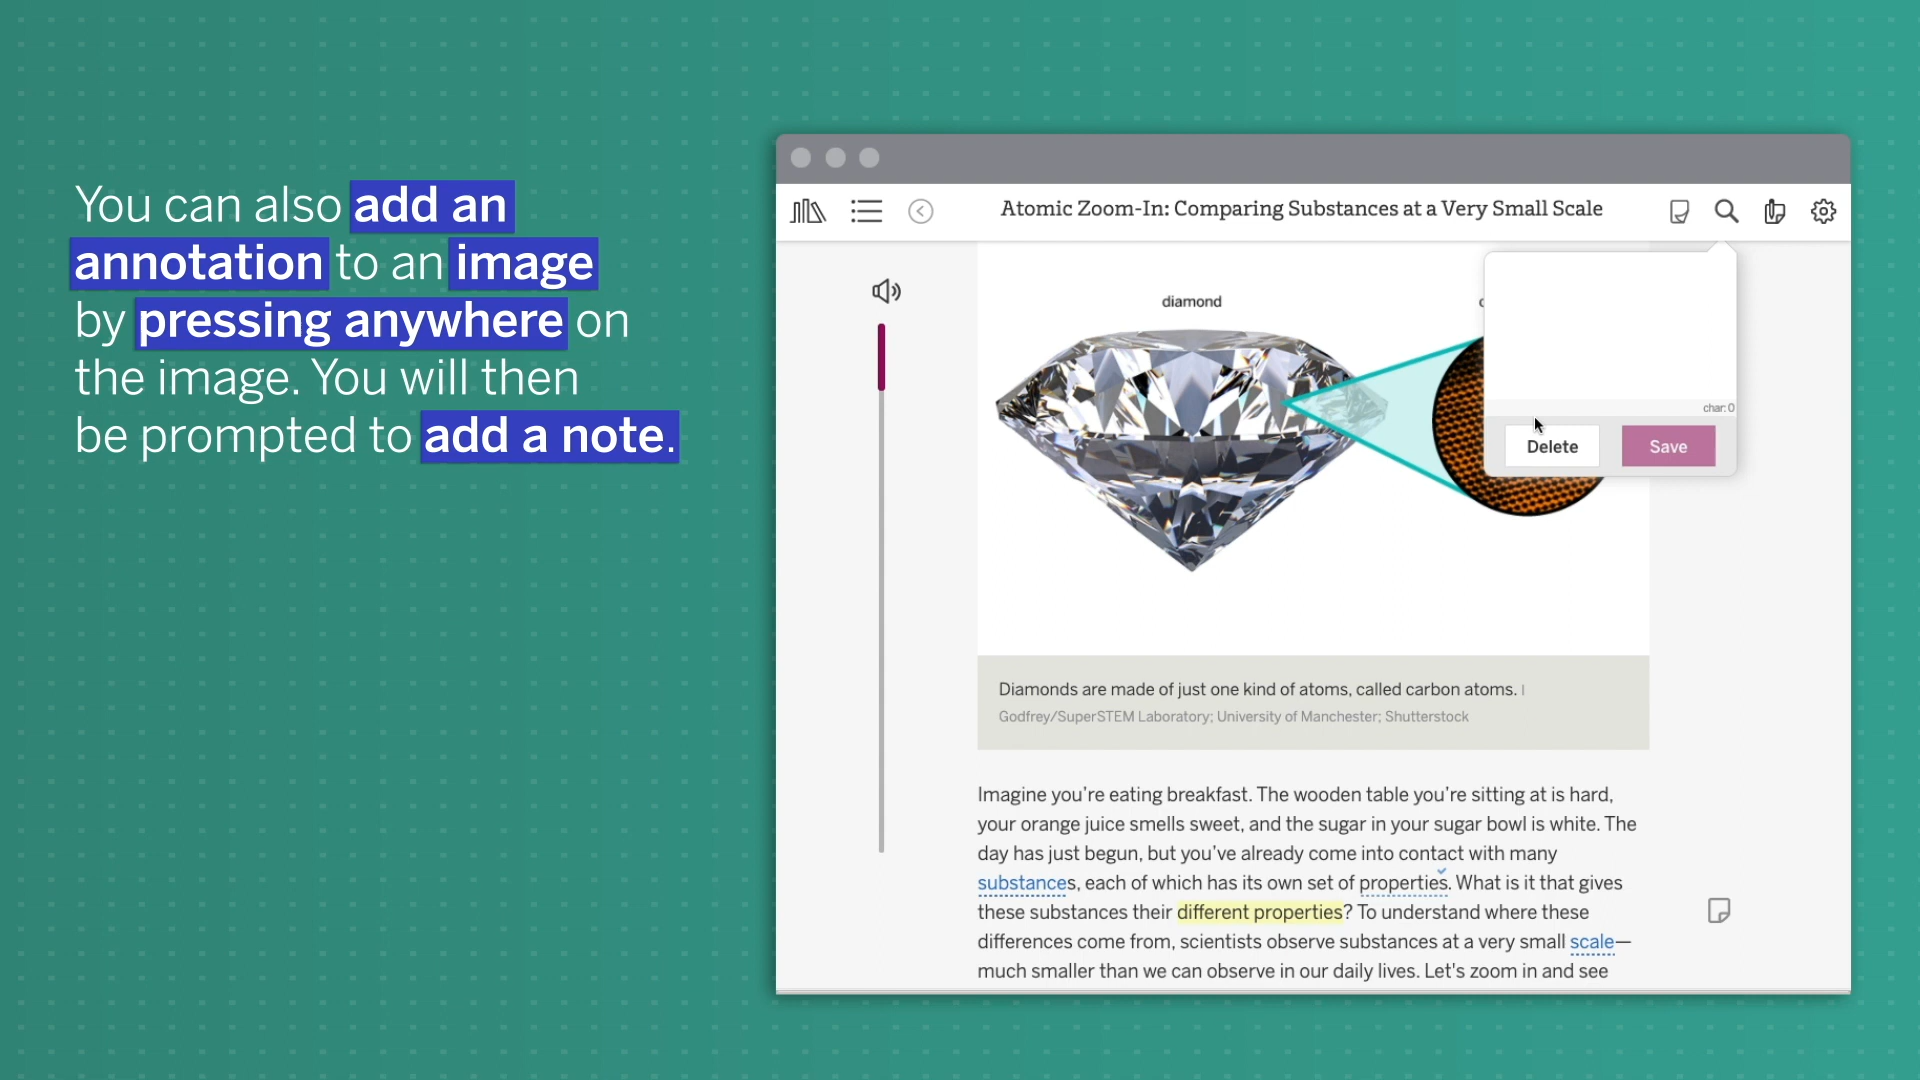 You can also add an
annotation to an image
by pressing anywhere on
the image. You will then
be prompted to add a note.
Atomic Zoom-In: Comparing Substances at a Very Small Scale
diamond
char: 0
Delete
Save
Diamonds are made of just one kind of atoms, called carbon atoms. |
Godfrey/SuperSTEM Laboratory; University of Manchester; Shutterstock
Imagine you’re eating breakfast. The wooden table you’re sitting at is hard,
your orange juice smells sweet, and the sugar in your sugar bowl is white. The
day has just begun, but you’ve already come into contact with many
substances, each of which has its own set of properties. What is it that gives
these substances their different properties? To understand where these
differences come from, scientists observe substances at a very small scale—
much smaller than we can observe in our daily lives. Let's zoom in and see